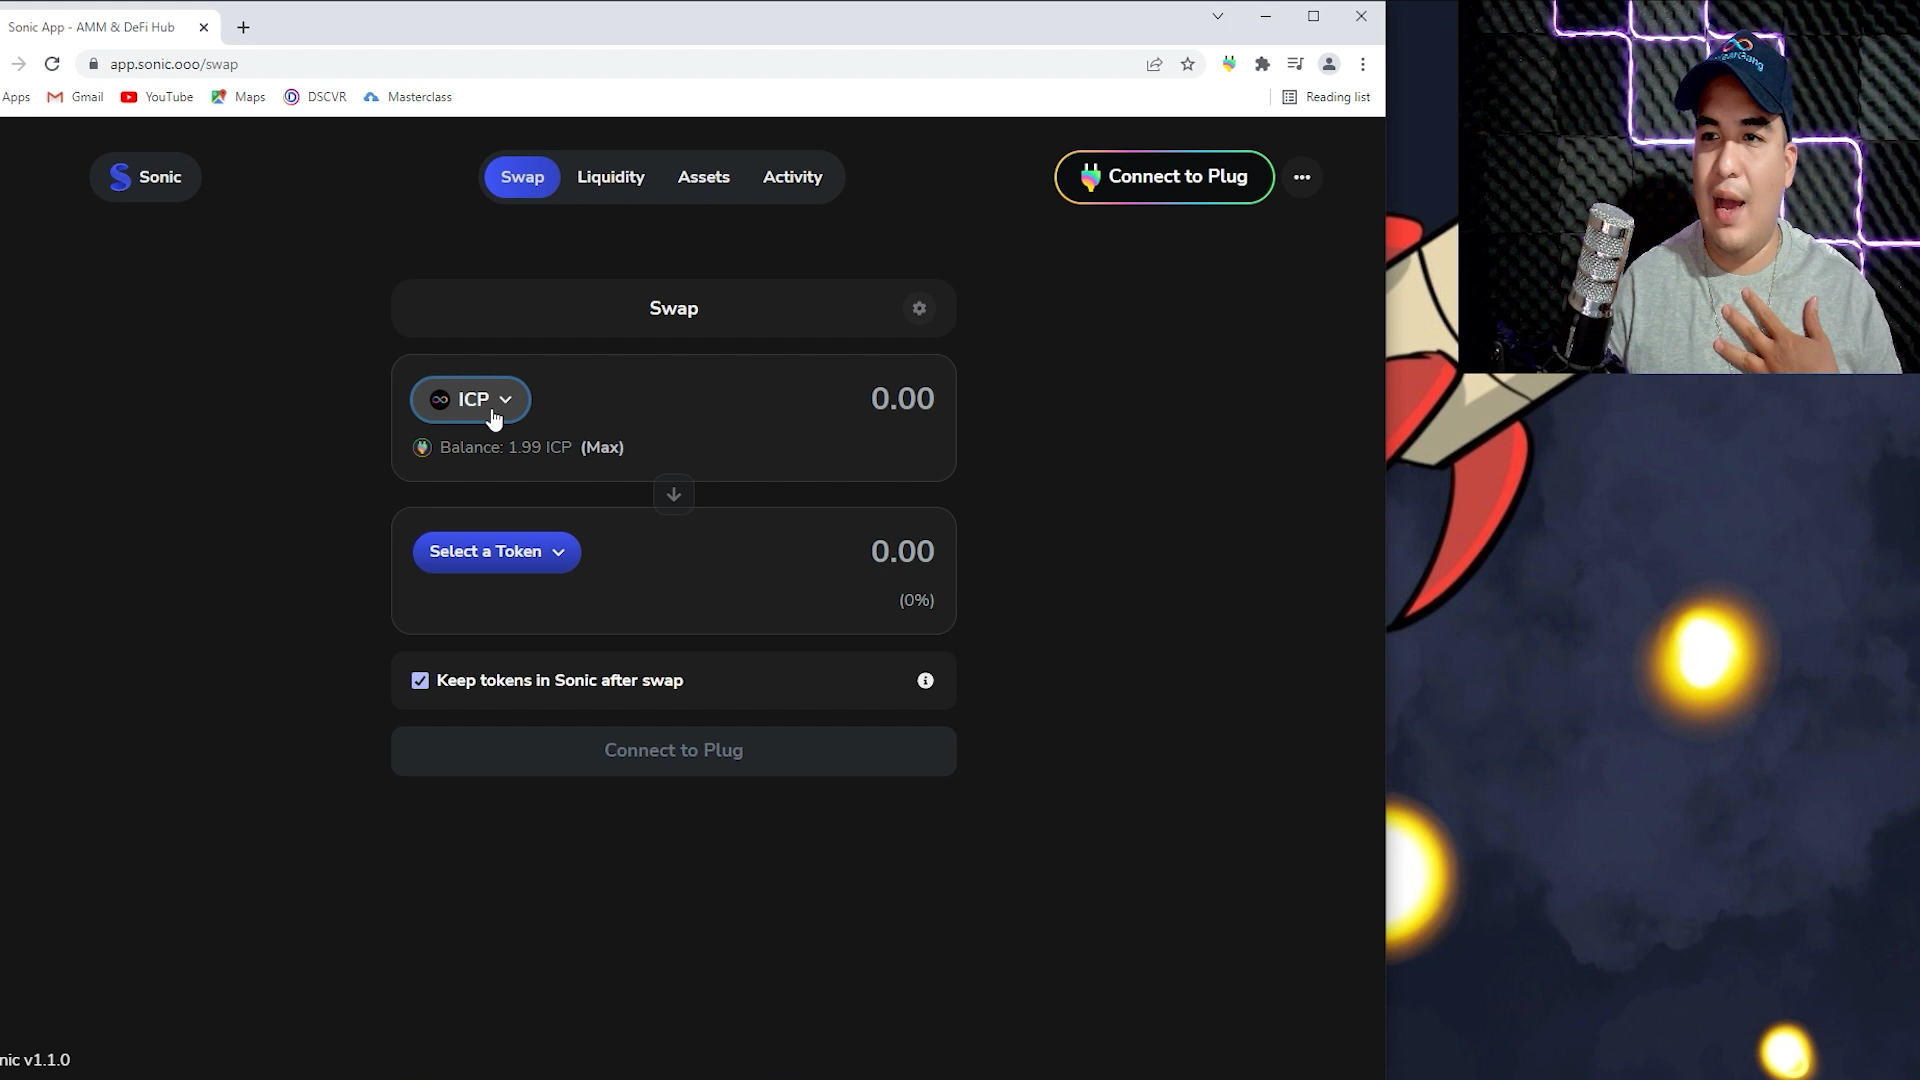 Sonic App - AMM & DeFi Hub
app.sonic.ooo/swap
Apps
Gmail
YouTube
Maps
DSCVR
Masterclass
Reading list
Sonic
Swap
Liquidity
Assets
Activity
Connect to Plug
Swap
ICP
0.00
Balance: 1.99 ICP (Max)
Select a Token
0.00
(0%)
Keep tokens in Sonic after swap
Connect to Plug
nic v1.1.0